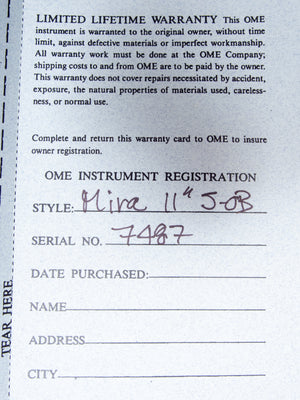 LIMITED LIFETIME WARRANTY This OME
instrument is warranted to the original owner, without time
limit, against defective materials or imperfect workmanship.
All warranty work must be done at the OME Company;
shipping costs to and from OME are to be paid by the owner.
This warranty does not cover repairs necessitated by accident,
exposure, the natural properties of materials used, careless-
ness, or normal use.
Complete and return this warranty card to OME to insure
owner registration.
OME INSTRUMENT REGISTRATION
STYLE: Mira 11" S-OB
SERIAL NO. 7487
DATE PURCHASED:
NAME
ADDRESS
CITY
TEAR HERE